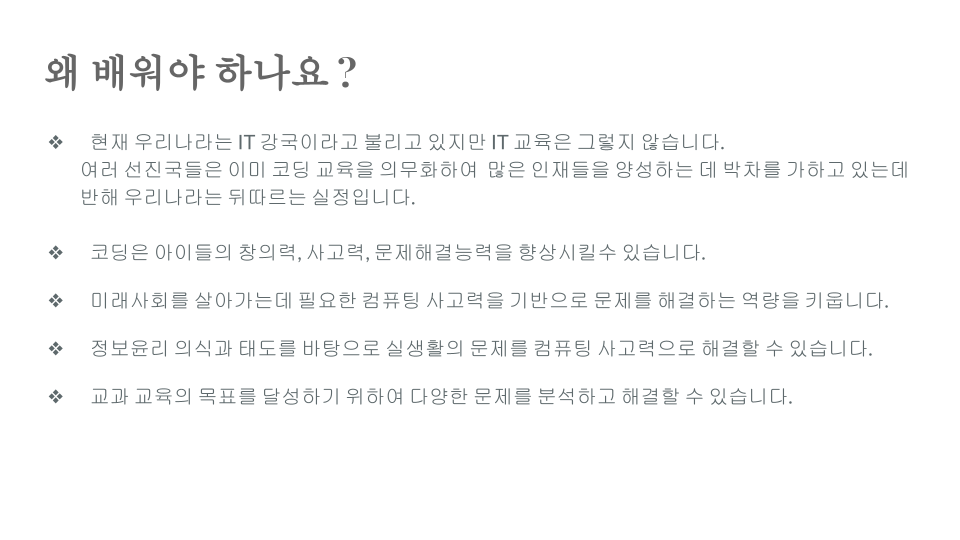 왜 배워야 하나요?
❖ 현재 우리나라는 IT 강국이라고 불리고 있지만 IT 교육은 그렇지 않습니다.
여러 선진국들은 이미 코딩 교육을 의무화하여 많은 인재들을 양성하는 데 박차를 가하고 있는데
반해 우리나라는 뒤따르는 실정입니다.
❖ 코딩은 아이들의 창의력, 사고력, 문제해결능력을 향상시킬수 있습니다.
❖ 미래사회를 살아가는데 필요한 컴퓨팅 사고력을 기반으로 문제를 해결하는 역량을 키웁니다.
❖ 정보윤리 의식과 태도를 바탕으로 실생활의 문제를 컴퓨팅 사고력으로 해결할 수 있습니다.
❖ 교과 교육의 목표를 달성하기 위하여 다양한 문제를 분석하고 해결할 수 있습니다.